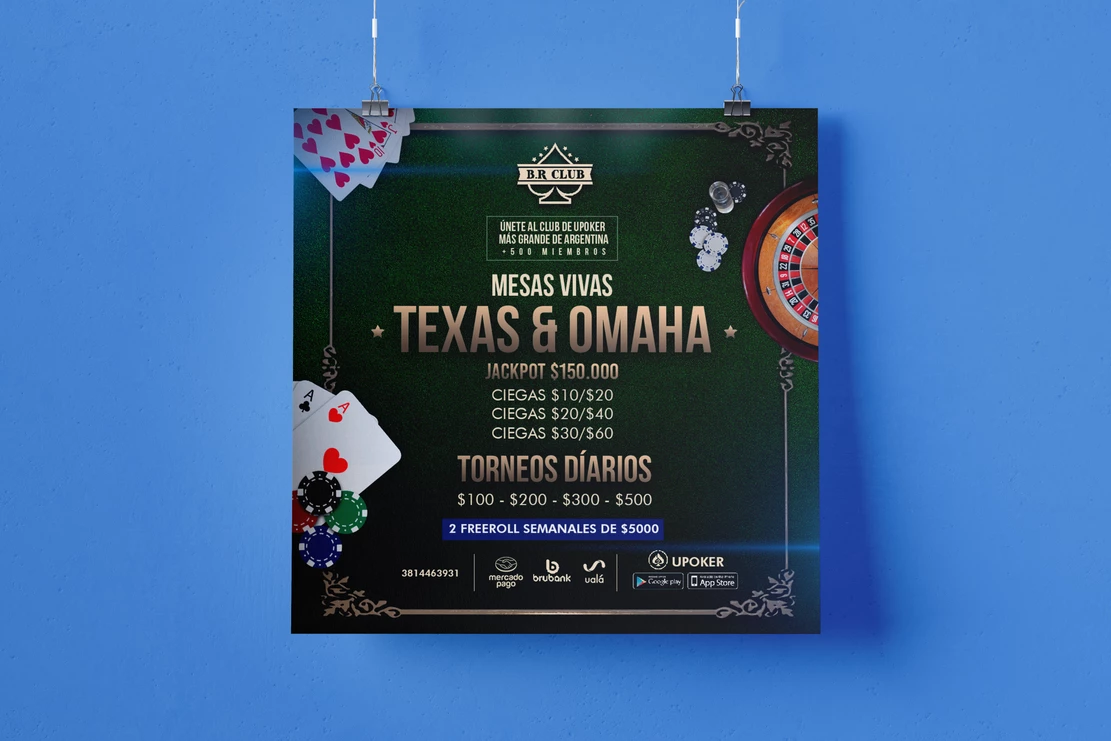 B.R CLUB
ÚNETE AL CLUB DE UPOKER
MÁS GRANDE DE ARGENTINA
+500 MIEMBROS
MESAS VIVAS
TEXAS & OMAHA
JACKPOT $150.000
CIEGAS $10/$20
CIEGAS $20/$40
CIEGAS $30/$60
TORNEOS DÍARIOS
$100 - $200 - $300 - $500
2 FREEROLL SEMANALES DE $5000
3814463931
mercado
pago
brubank
ualá
UPOKER
Google play
App Store
A
A